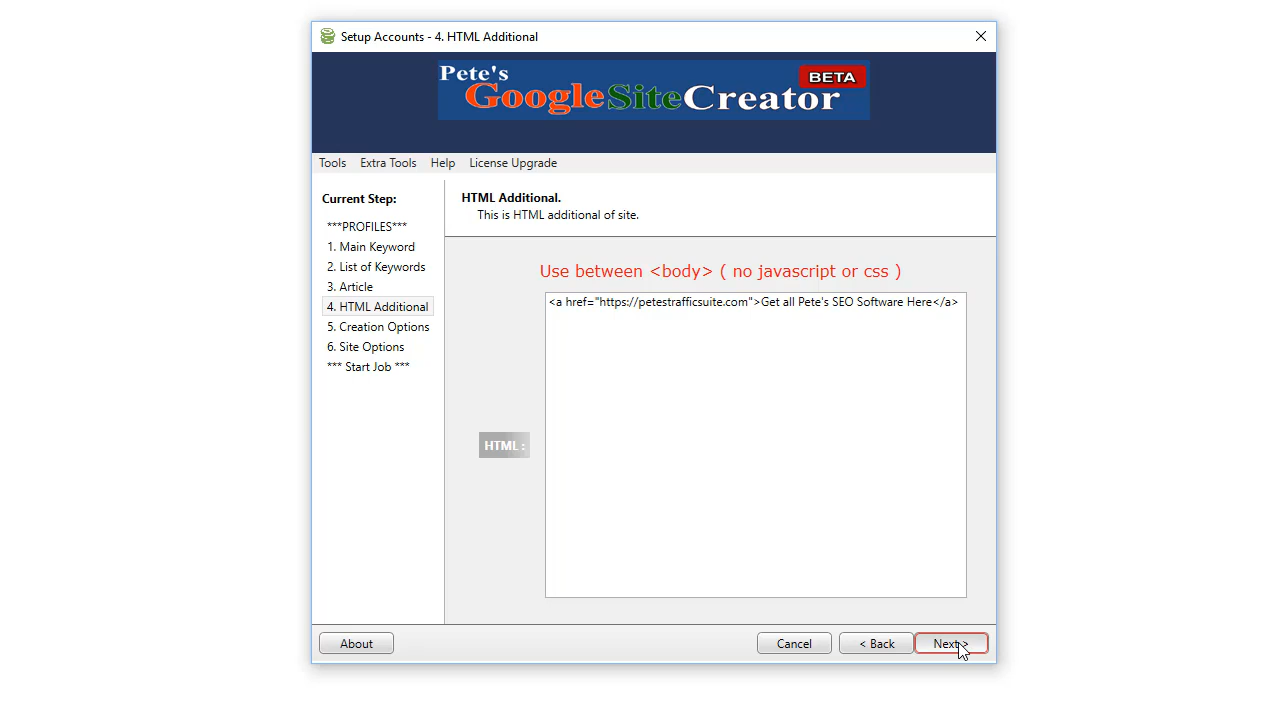 Setup Accounts - 4. HTML Additional
Pete's
GoogleSiteCreator
BETA
Tools Extra Tools Help License Upgrade
Current Step:
***PROFILES***
1. Main Keyword
2. List of Keywords
3. Article
4. HTML Additional
5. Creation Options
6. Site Options
*** Start Job ***
HTML Additional.
This is HTML additional of site.
Use between <body> ( no javascript or css )
<a href="https://petestrafficsuite.com">Get all Pete's SEO Software Here</a>
HTML :
About
Cancel
< Back
Next >